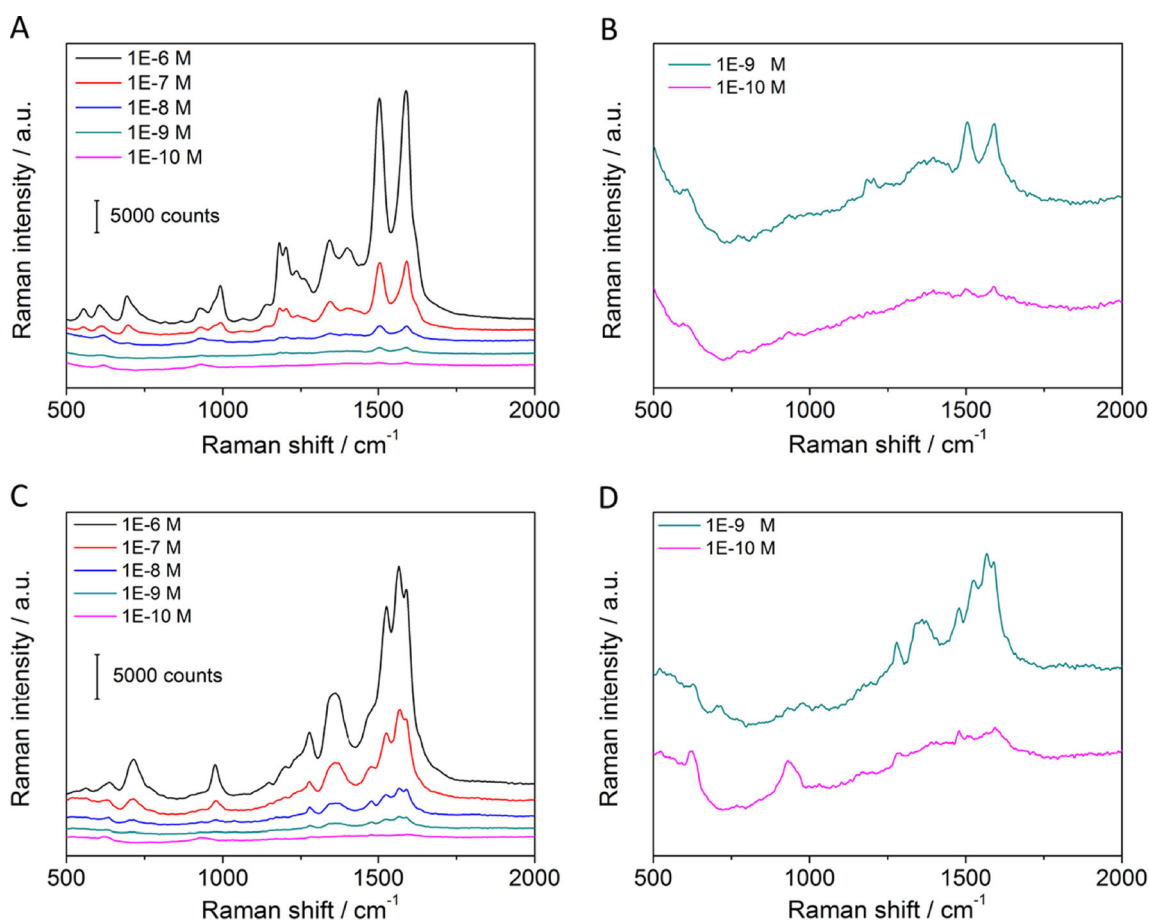 A
1E-6 M
1E-7 M
1E-8 M
1E-9 M
1E-10 M
5000 counts
Raman intensity / a.u.
500 1000 1500 2000
Raman shift / cm-1
B
1E-9 M
1E-10 M
Raman intensity / a.u.
500 1000 1500 2000
Raman shift / cm-1
C
1E-6 M
1E-7 M
1E-8 M
1E-9 M
1E-10 M
5000 counts
Raman intensity / a.u.
500 1000 1500 2000
Raman shift / cm-1
D
1E-9 M
1E-10 M
Raman intensity / a.u.
500 1000 1500 2000
Raman shift / cm-1